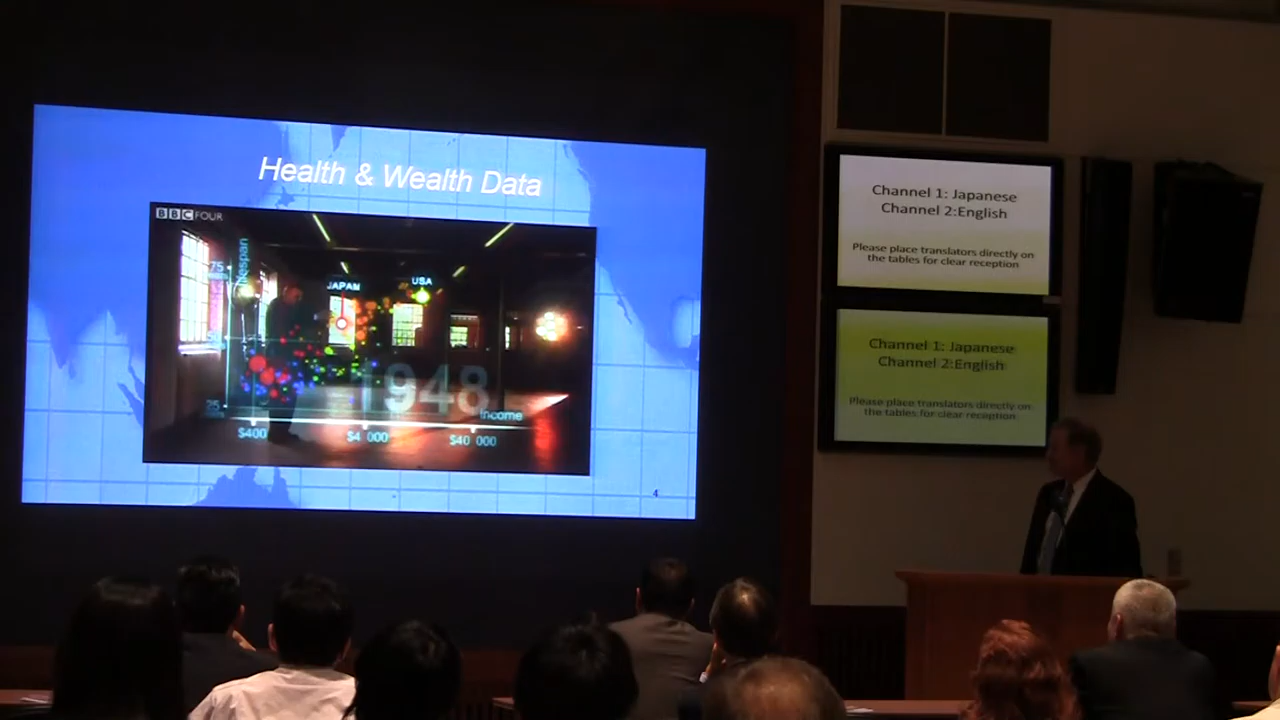 Health & Wealth Data
BBC FOUR
lifespan
75
JAPAN
USA
1948
25
income
$400
$4 000
$40 000
4
Channel 1: Japanese
Channel 2:English
Please place translators directly on
the tables for clear reception
Channel 1: Japanese
Channel 2:English
Please place translators directly on
the tables for clear reception